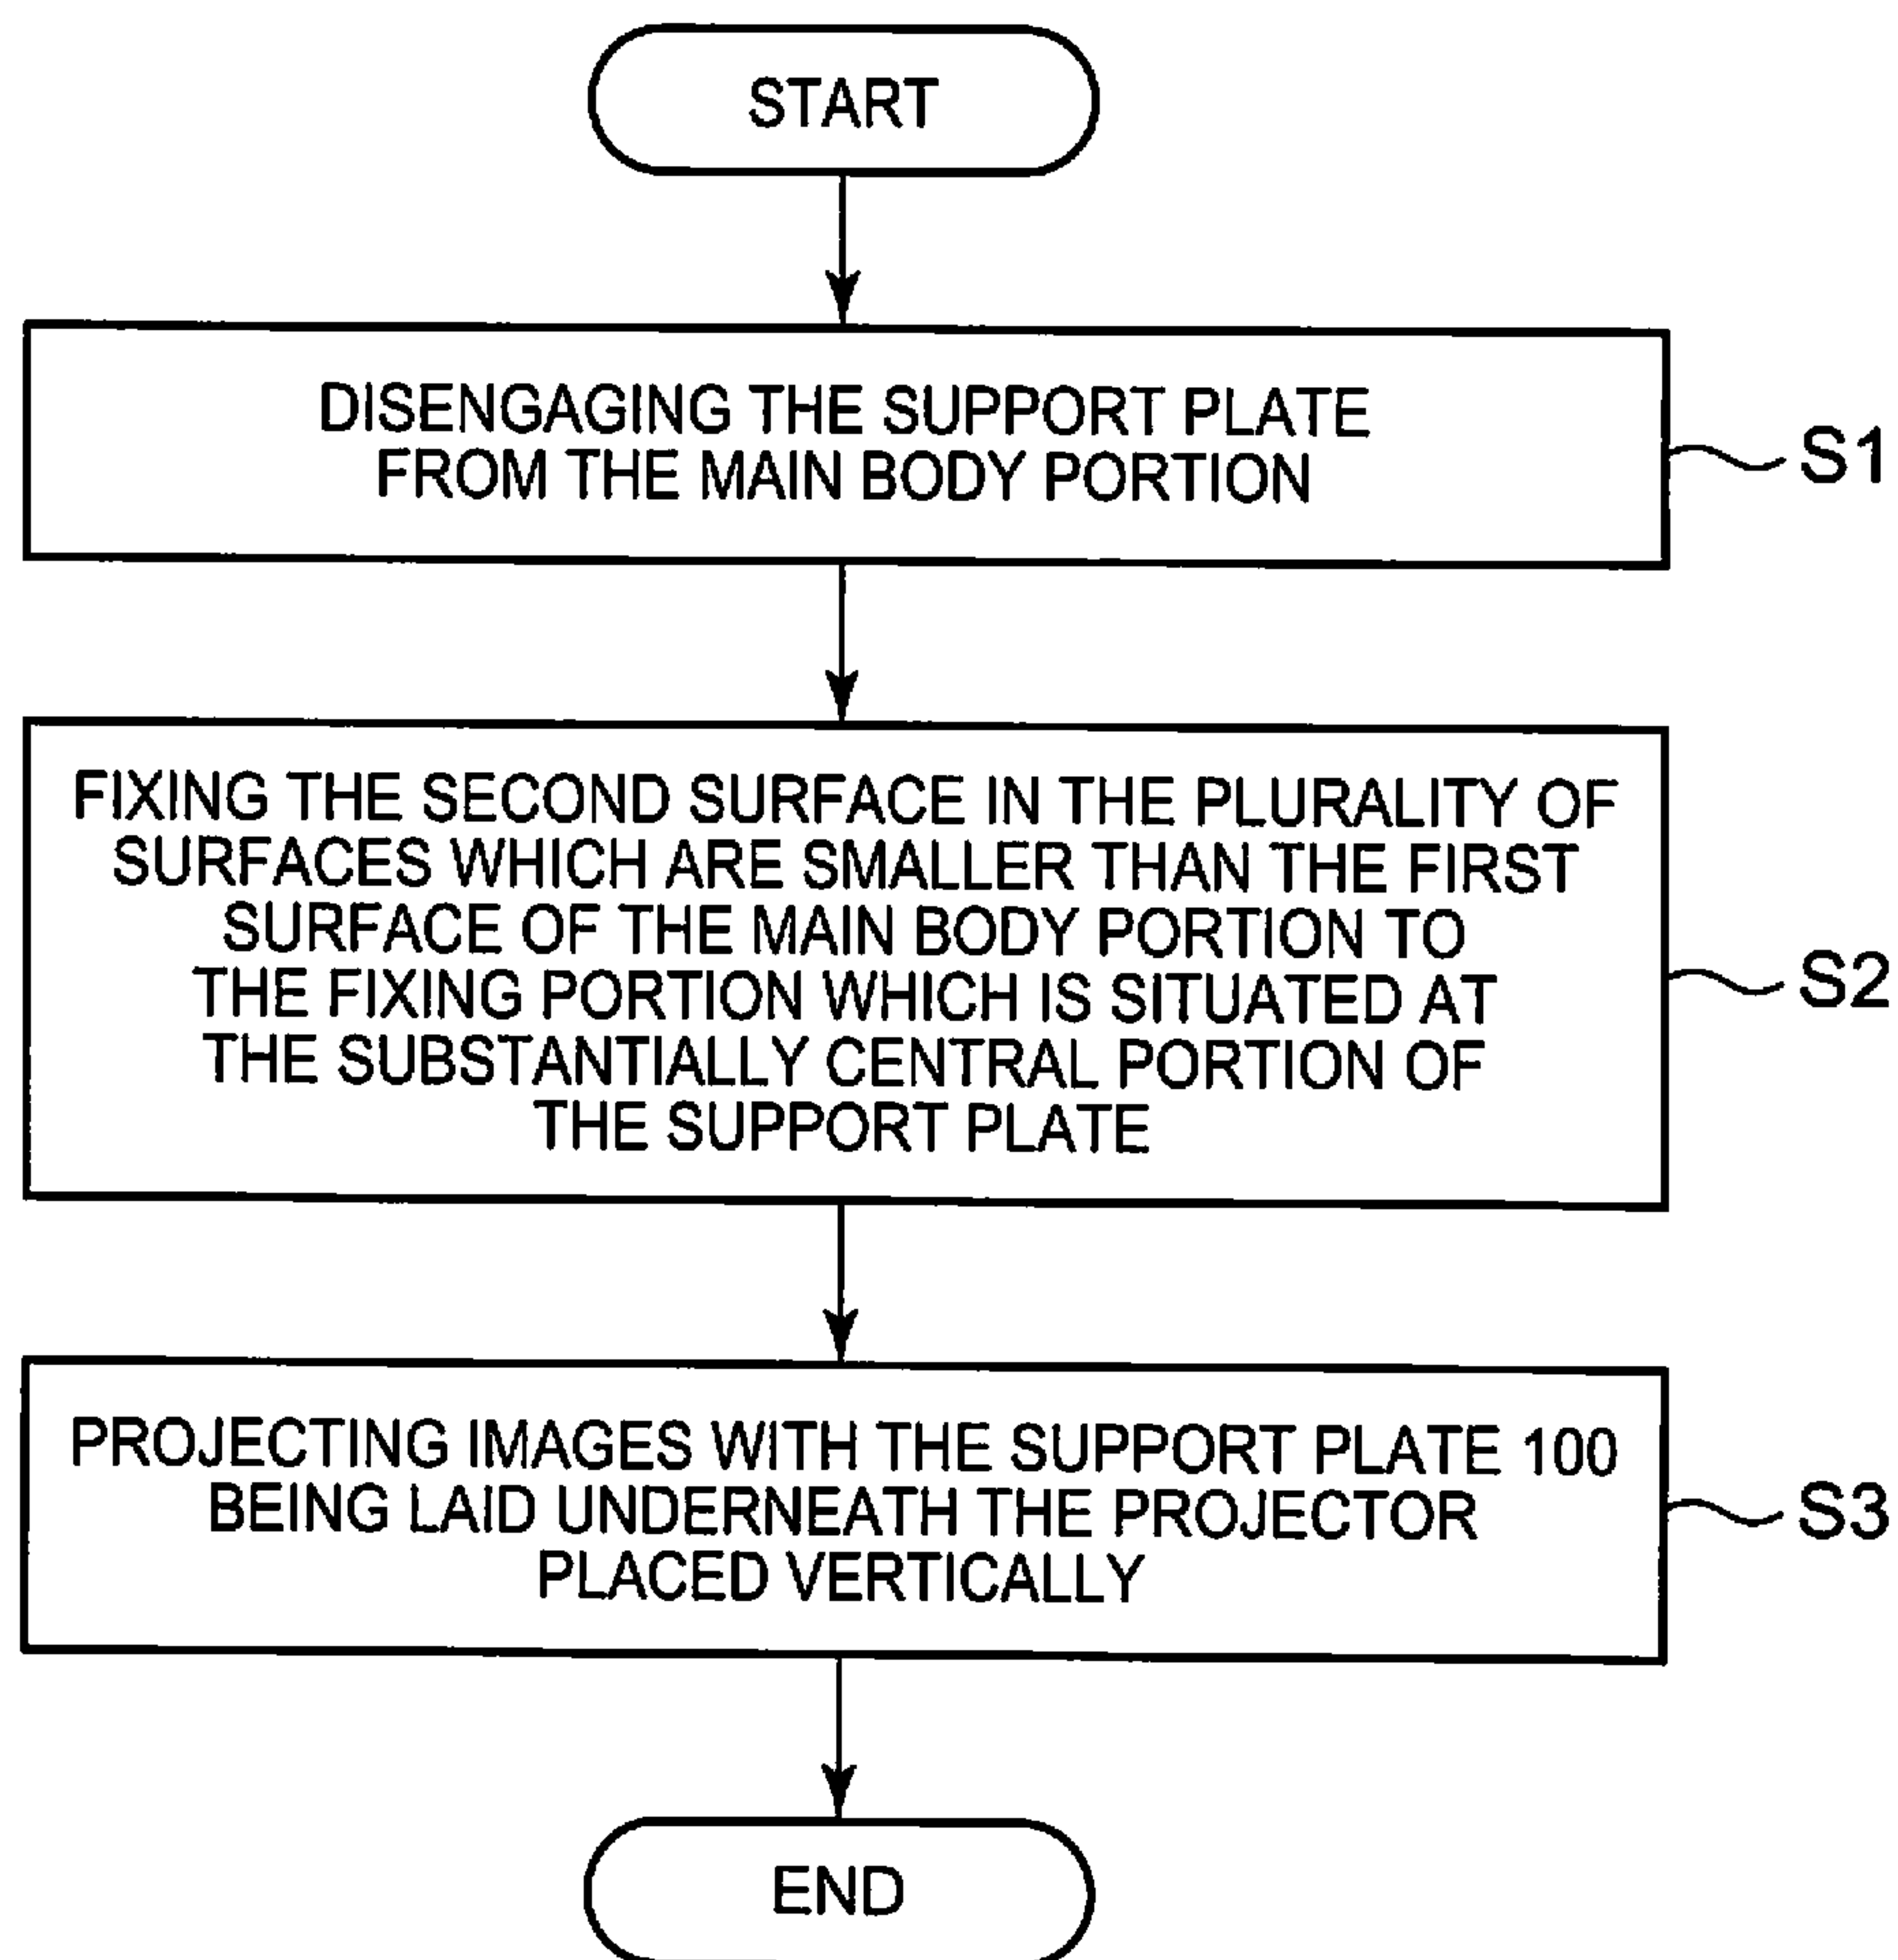 START
DISENGAGING THE SUPPORT PLATE
FROM THE MAIN BODY PORTION
S1
FIXING THE SECOND SURFACE IN THE PLURALITY OF
SURFACES WHICH ARE SMALLER THAN THE FIRST
SURFACE OF THE MAIN BODY PORTION TO
THE FIXING PORTION WHICH IS SITUATED AT
THE SUBSTANTIALLY CENTRAL PORTION OF
THE SUPPORT PLATE
S2
PROJECTING IMAGES WITH THE SUPPORT PLATE 100
BEING LAID UNDERNEATH THE PROJECTOR
PLACED VERTICALLY
S3
END